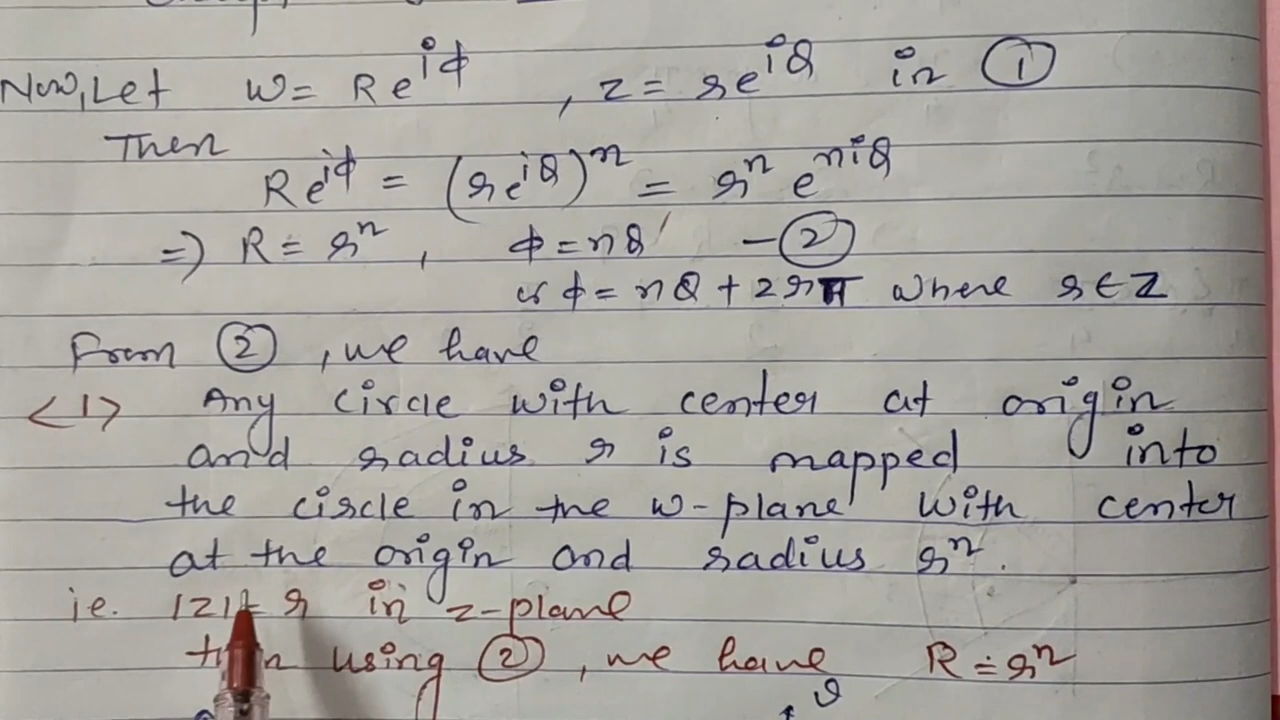 Now, Let w = Re^{iϕ} , z = re^{iθ} in ①
Then
Re^{iϕ} = (re^{iθ})^n = r^n e^{niθ}
⇒) R = r^n , ϕ = nθ - ②
or ϕ = nθ + 2rπ where r ∈ Z
From ② , we have
<1> Any circle with center at origin
and radius r is mapped into
the circle in the w-plane with center
at the origin and radius r^n.
ie. |z| = r in z-plane
then using ② , we have R = r^n